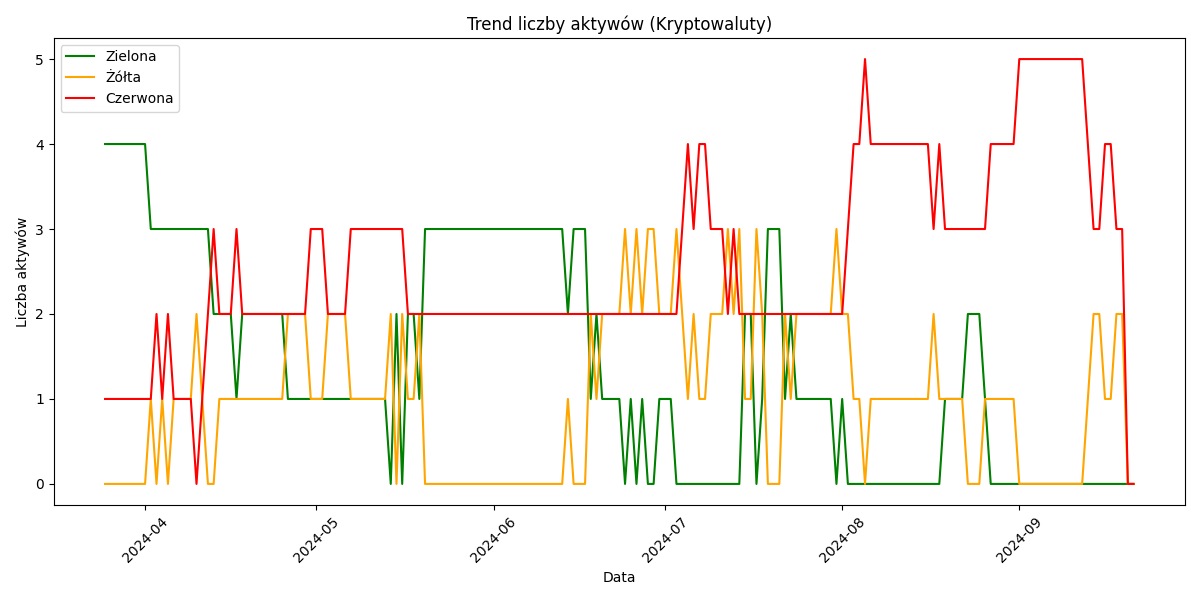 Trend liczby aktywów (Kryptowaluty)
Zielona
Żółta
Czerwona
Liczba aktywów
5
4
3
2
1
0
2024-04
2024-05
2024-06
2024-07
2024-08
2024-09
Data